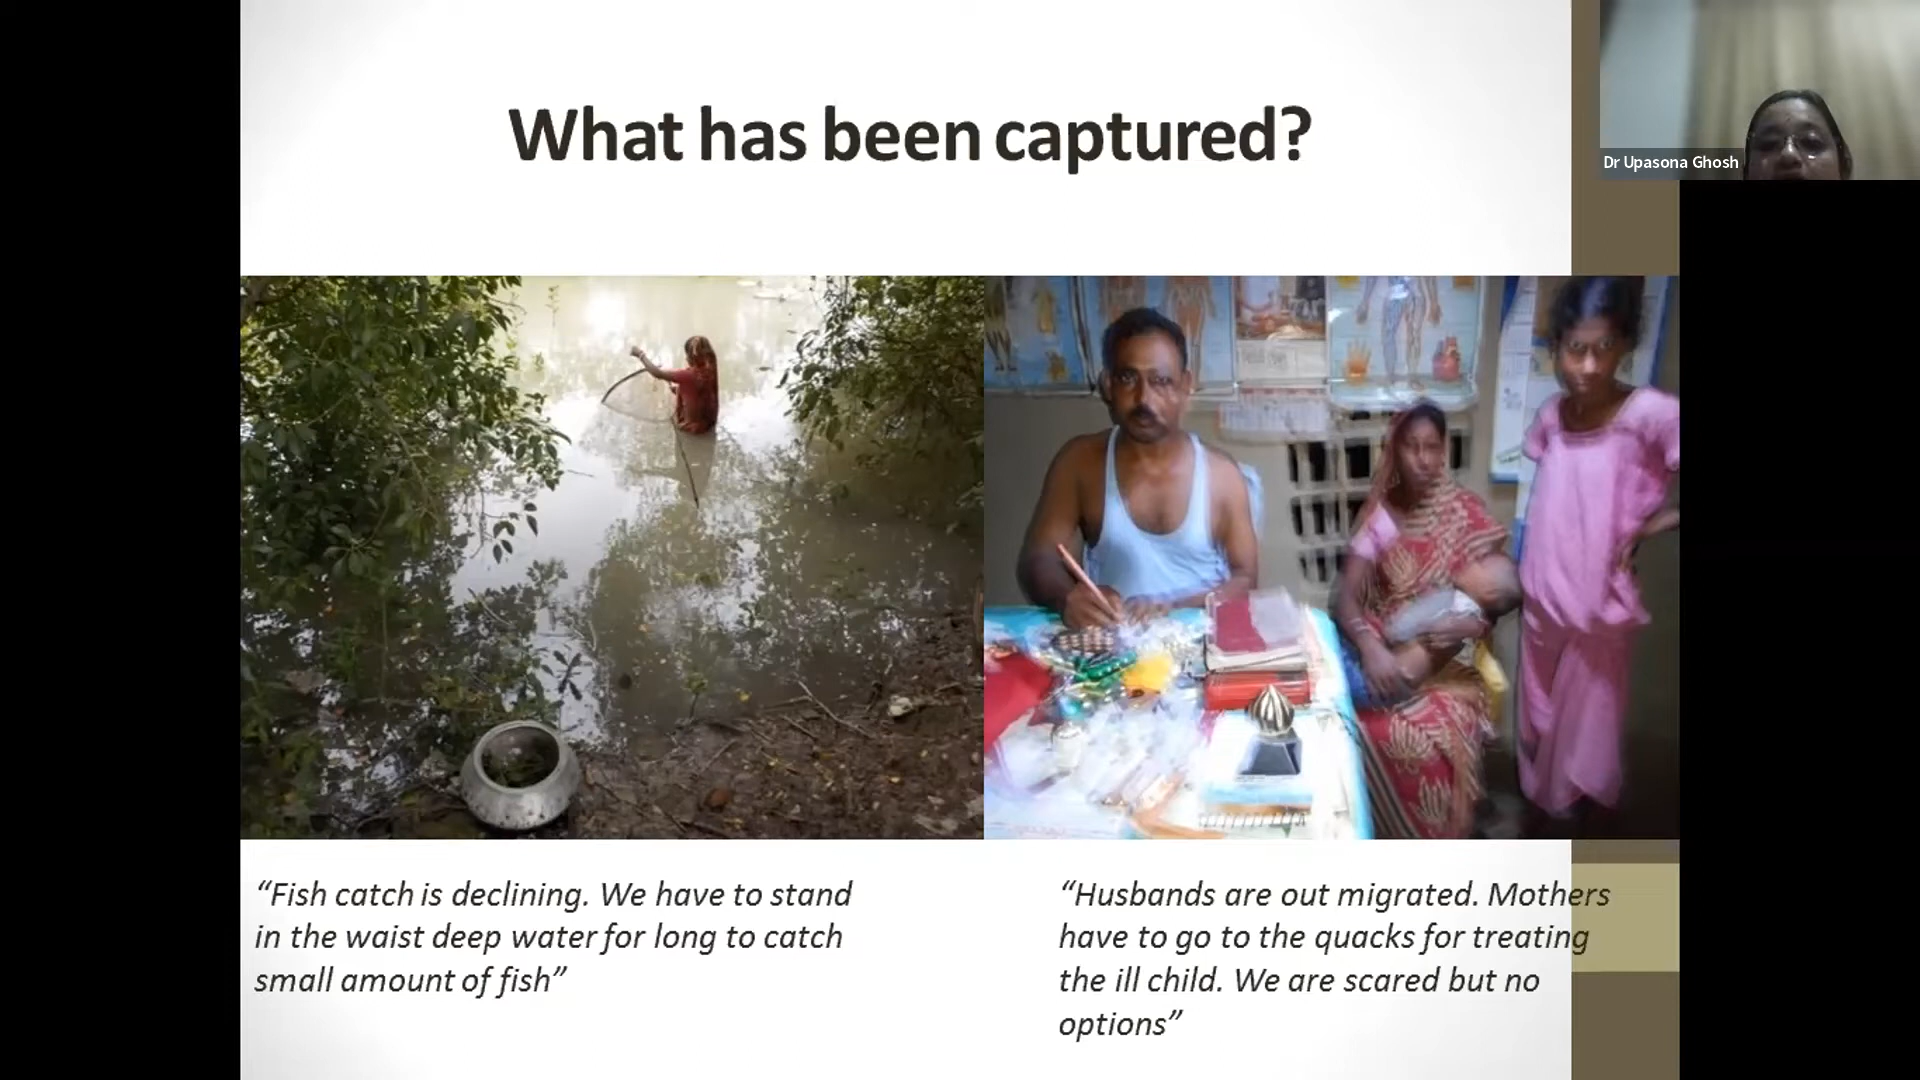 What has been captured?
Dr Upasona Ghosh
“Fish catch is declining. We have to stand
in the waist deep water for long to catch
small amount of fish”
“Husbands are out migrated. Mothers
have to go to the quacks for treating
the ill child. We are scared but no
options”